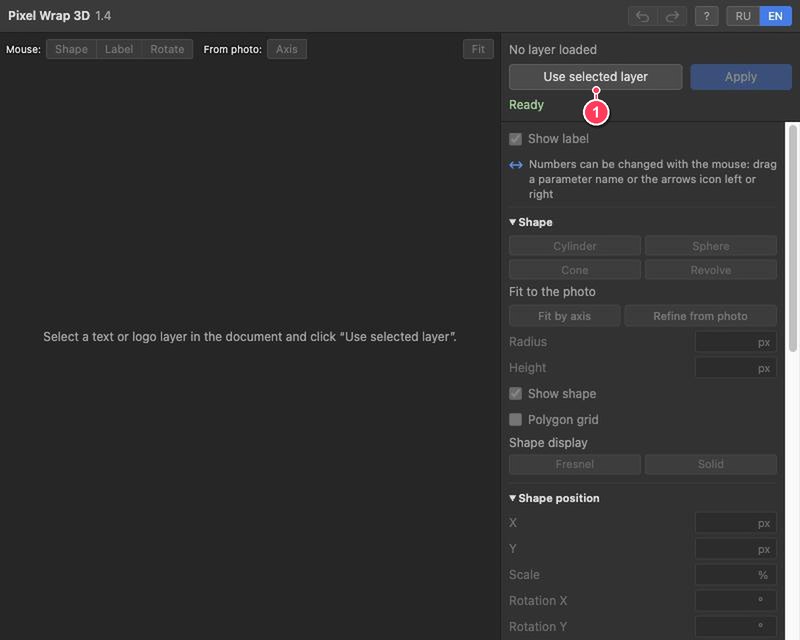 Pixel Wrap 3D 1.4
? RU EN
Mouse: Shape Label Rotate From photo: Axis Fit
No layer loaded
Use selected layer Apply
Ready
1
Show label
Numbers can be changed with the mouse: drag
a parameter name or the arrows icon left or
right
Shape
Cylinder Sphere
Cone Revolve
Fit to the photo
Fit by axis Refine from photo
Select a text or logo layer in the document and click “Use selected layer”.
Radius px
Height px
Show shape
Polygon grid
Shape display
Fresnel Solid
Shape position
X px
Y px
Scale %
Rotation X °
Rotation Y °